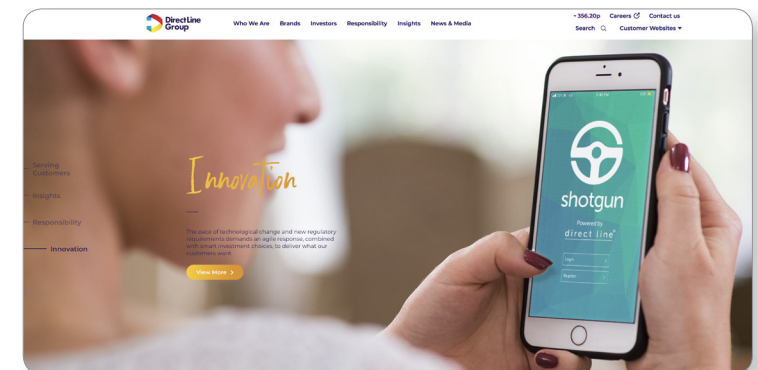 DirectLine
Group
Who We Are Brands Investors Responsibility Insights News & Media
356.20p Careers Contact us
Search Customer Websites
Serving
Customers
Insights
Responsibility
Innovation
Innovation
The pace of technological change and new regulatory
requirements demands an agile response, combined
with smart investment choices, to deliver what our
customers want
View More
shotgun
Powered by
direct line
Login
Register